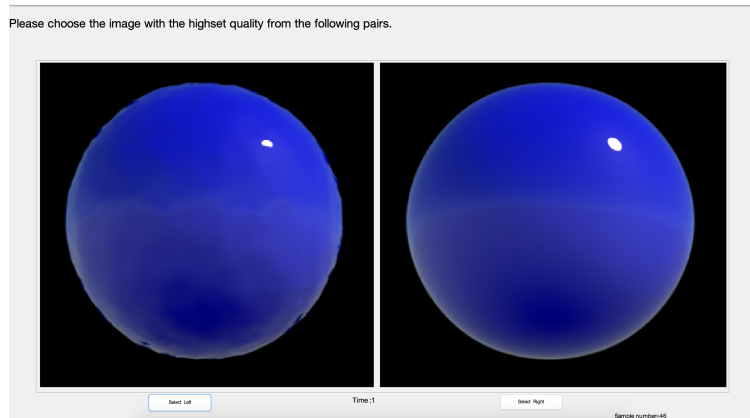 Please choose the image with the highset quality from the following pairs.
Select Left
Time :1
Select Right
Sample number=46